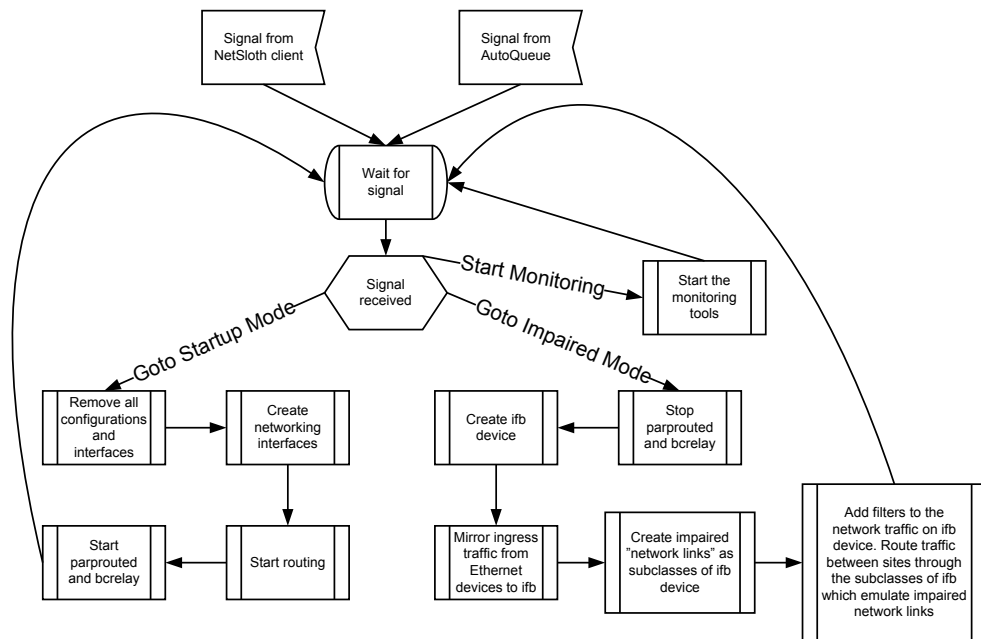 Signal from
NetSloth client
Signal from
AutoQueue
Wait for
signal
Signal
received
Start Monitoring
Start the
monitoring
tools
Goto Startup Mode
Goto Impaired Mode
Remove all
configurations
and
interfaces
Create
networking
interfaces
Create ifb
device
Stop
parprouted
and bcrelay
Start
parprouted
and bcrelay
Start routing
Mirror ingress
traffic from
Ethernet
devices to ifb
Create impaired
”network links” as
subclasses of ifb
device
Add filters to the
network traffic on ifb
device. Route traffic
between sites through
the subclasses of ifb
which emulate impaired
network links